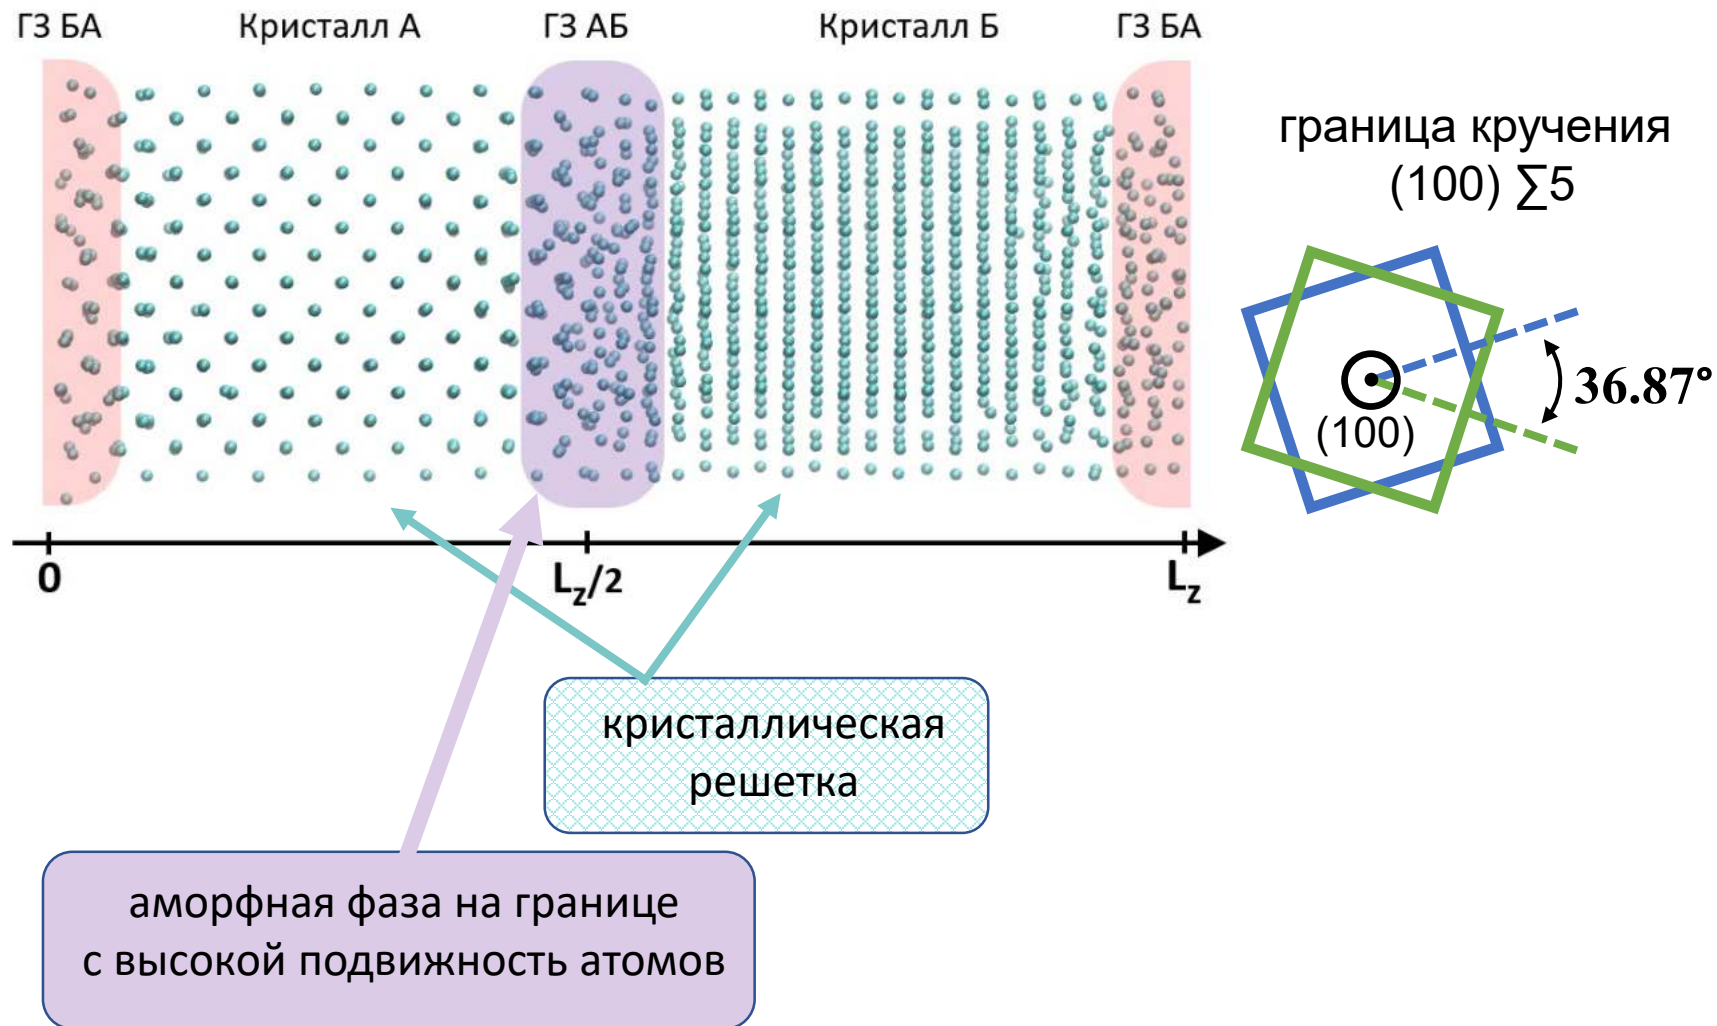 ГЗ БА
Кристалл А
ГЗ АБ
Кристалл Б
ГЗ БА
граница кручения
(100) ∑5
36.87°
(100)
0
Lz/2
Lz
кристаллическая
решетка
аморфная фаза на границе
с высокой подвижность атомов